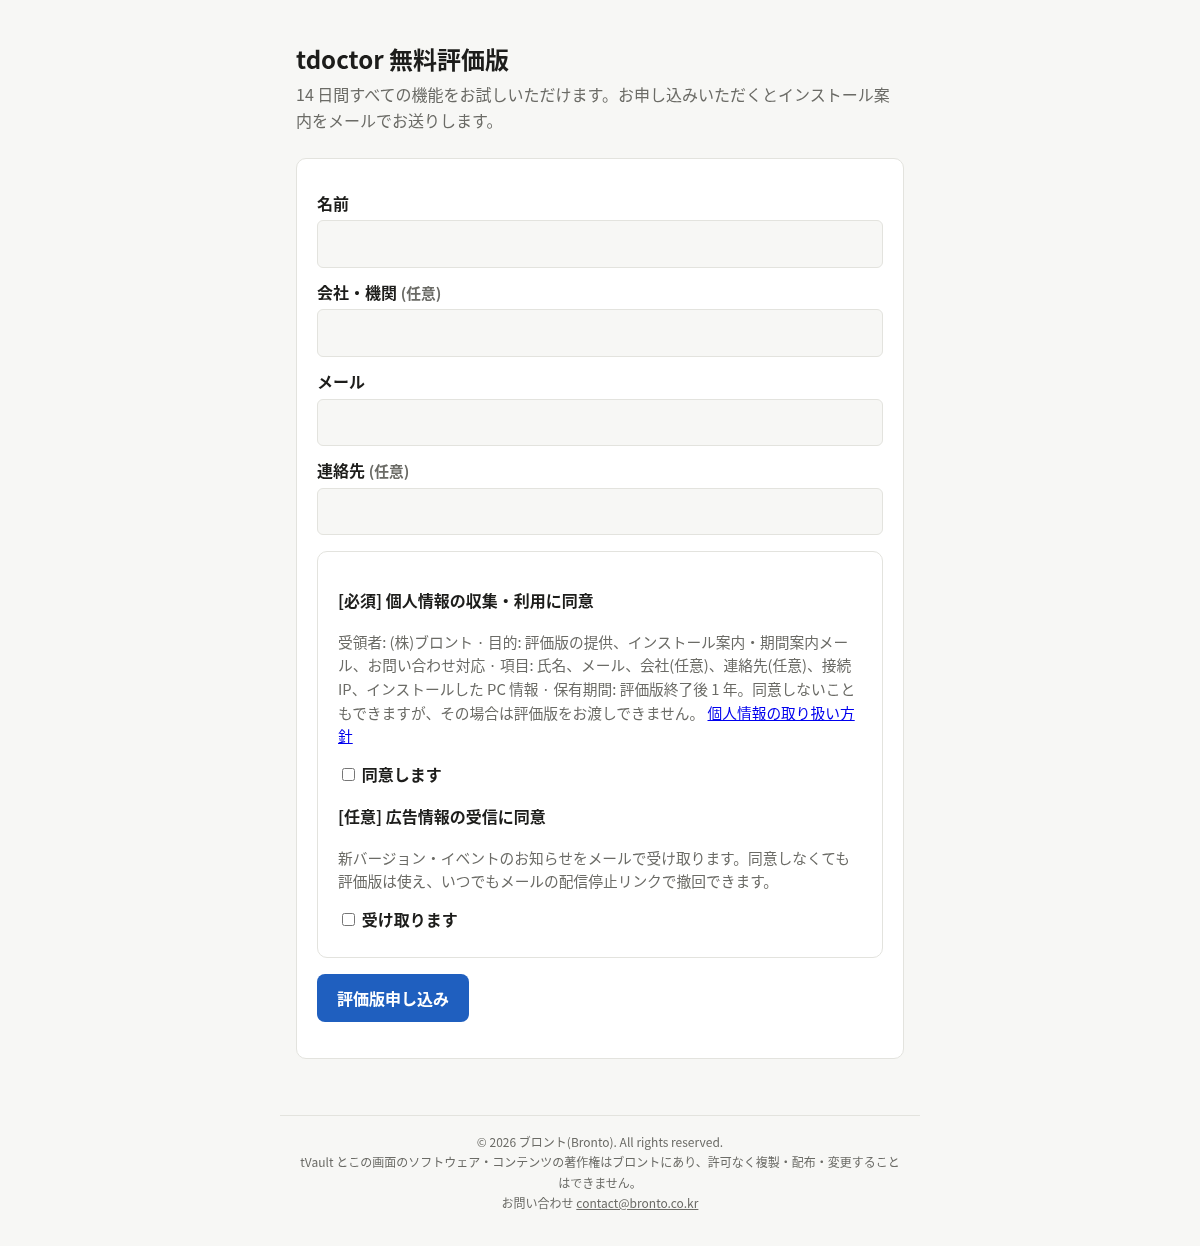 tdoctor 無料評価版
14 日間すべての機能をお試しいただけます。お申し込みいただくとインストール案
内をメールでお送りします。
名前
会社・機関 (任意)
メール
連絡先 (任意)
[必須] 個人情報の収集・利用に同意
受領者: (株)ブロント · 目的: 評価版の提供、インストール案内・期間案内メー
ル、お問い合わせ対応 · 項目: 氏名、メール、会社(任意)、連絡先(任意)、接続
IP、インストールした PC 情報 · 保有期間: 評価版終了後 1 年。同意しないこと
もできますが、その場合は評価版をお渡しできません。 個人情報の取り扱い方
針
同意します
[任意] 広告情報の受信に同意
新バージョン・イベントのお知らせをメールで受け取ります。同意しなくても
評価版は使え、いつでもメールの配信停止リンクで撤回できます。
受け取ります
評価版申し込み
© 2026 ブロント(Bronto). All rights reserved.
tVault とこの画面のソフトウェア・コンテンツの著作権はブロントにあり、許可なく複製・配布・変更すること
はできません。
お問い合わせ contact@bronto.co.kr